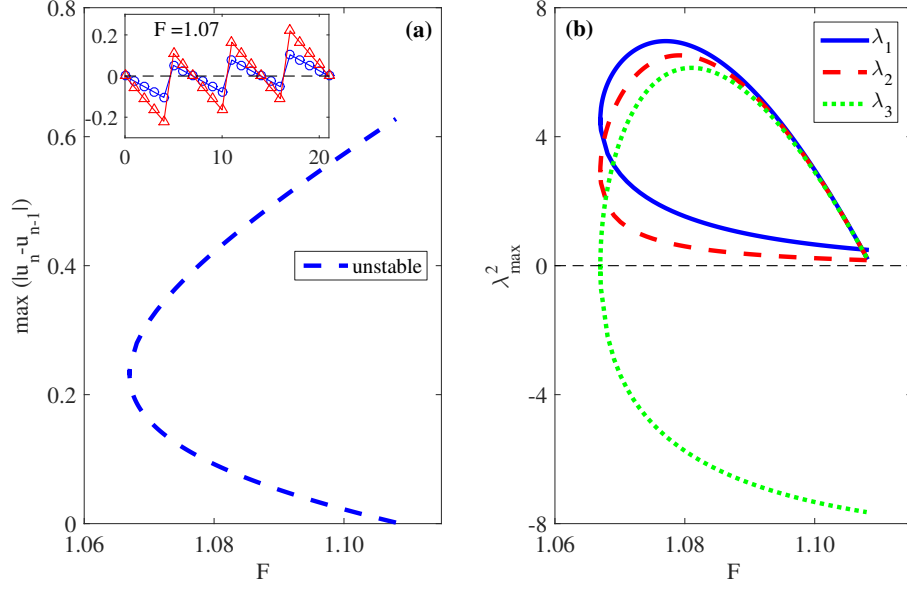 0.8
0.6
0.4
0.2
0
1.06
1.08
1.10
F
max (|u_n-u_{n-1}|)
(a)
F =1.07
0.2
0
-0.2
0
10
20
unstable
(b)
λ_1
λ_2
λ_3
8
4
0
-4
-8
1.06
1.08
1.10
F
λ^2_max